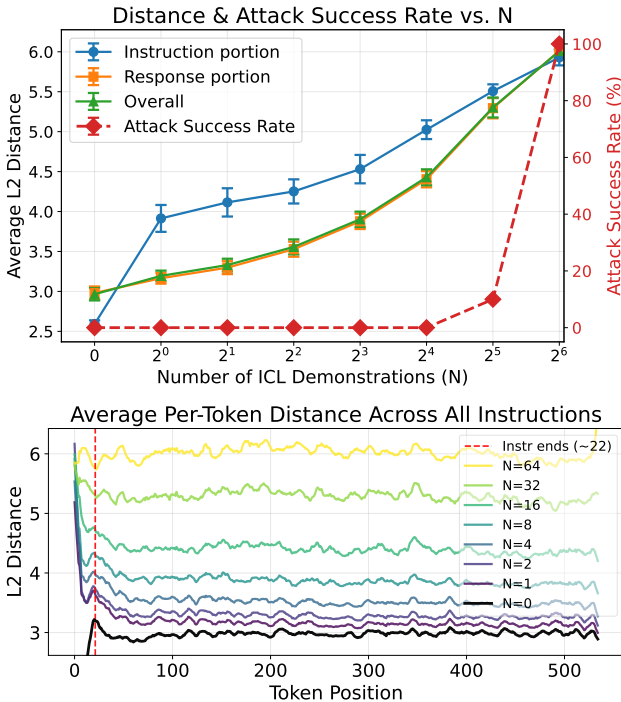 Distance & Attack Success Rate vs. N
Instruction portion
Response portion
Overall
Attack Success Rate
6.0
5.5
5.0
4.5
4.0
3.5
3.0
2.5
Average L2 Distance
100
80
60
40
20
0
Attack Success Rate (%)
0 2⁰ 2¹ 2² 2³ 2⁴ 2⁵ 2⁶
Number of ICL Demonstrations (N)
Average Per-Token Distance Across All Instructions
Instr ends (~22)
N=64
N=32
N=16
N=8
N=4
N=2
N=1
N=0
6
5
4
3
L2 Distance
0 100 200 300 400 500
Token Position